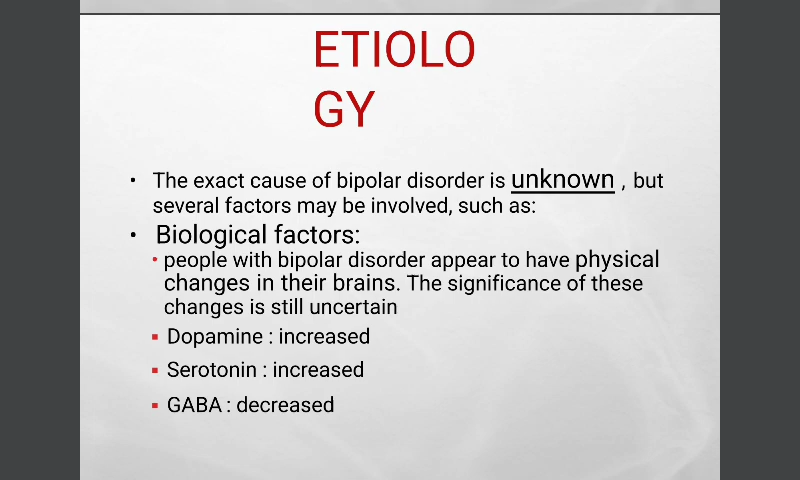 ETIOLO
GY
• The exact cause of bipolar disorder is unknown , but
several factors may be involved, such as:
• Biological factors:
• people with bipolar disorder appear to have physical
changes in their brains. The significance of these
changes is still uncertain
▪ Dopamine : increased
▪ Serotonin : increased
▪ GABA : decreased